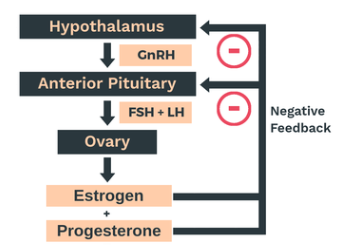 Hypothalamus
GnRH
Anterior Pituitary
FSH + LH
Negative
Feedback
Ovary
Estrogen
+
Progesterone